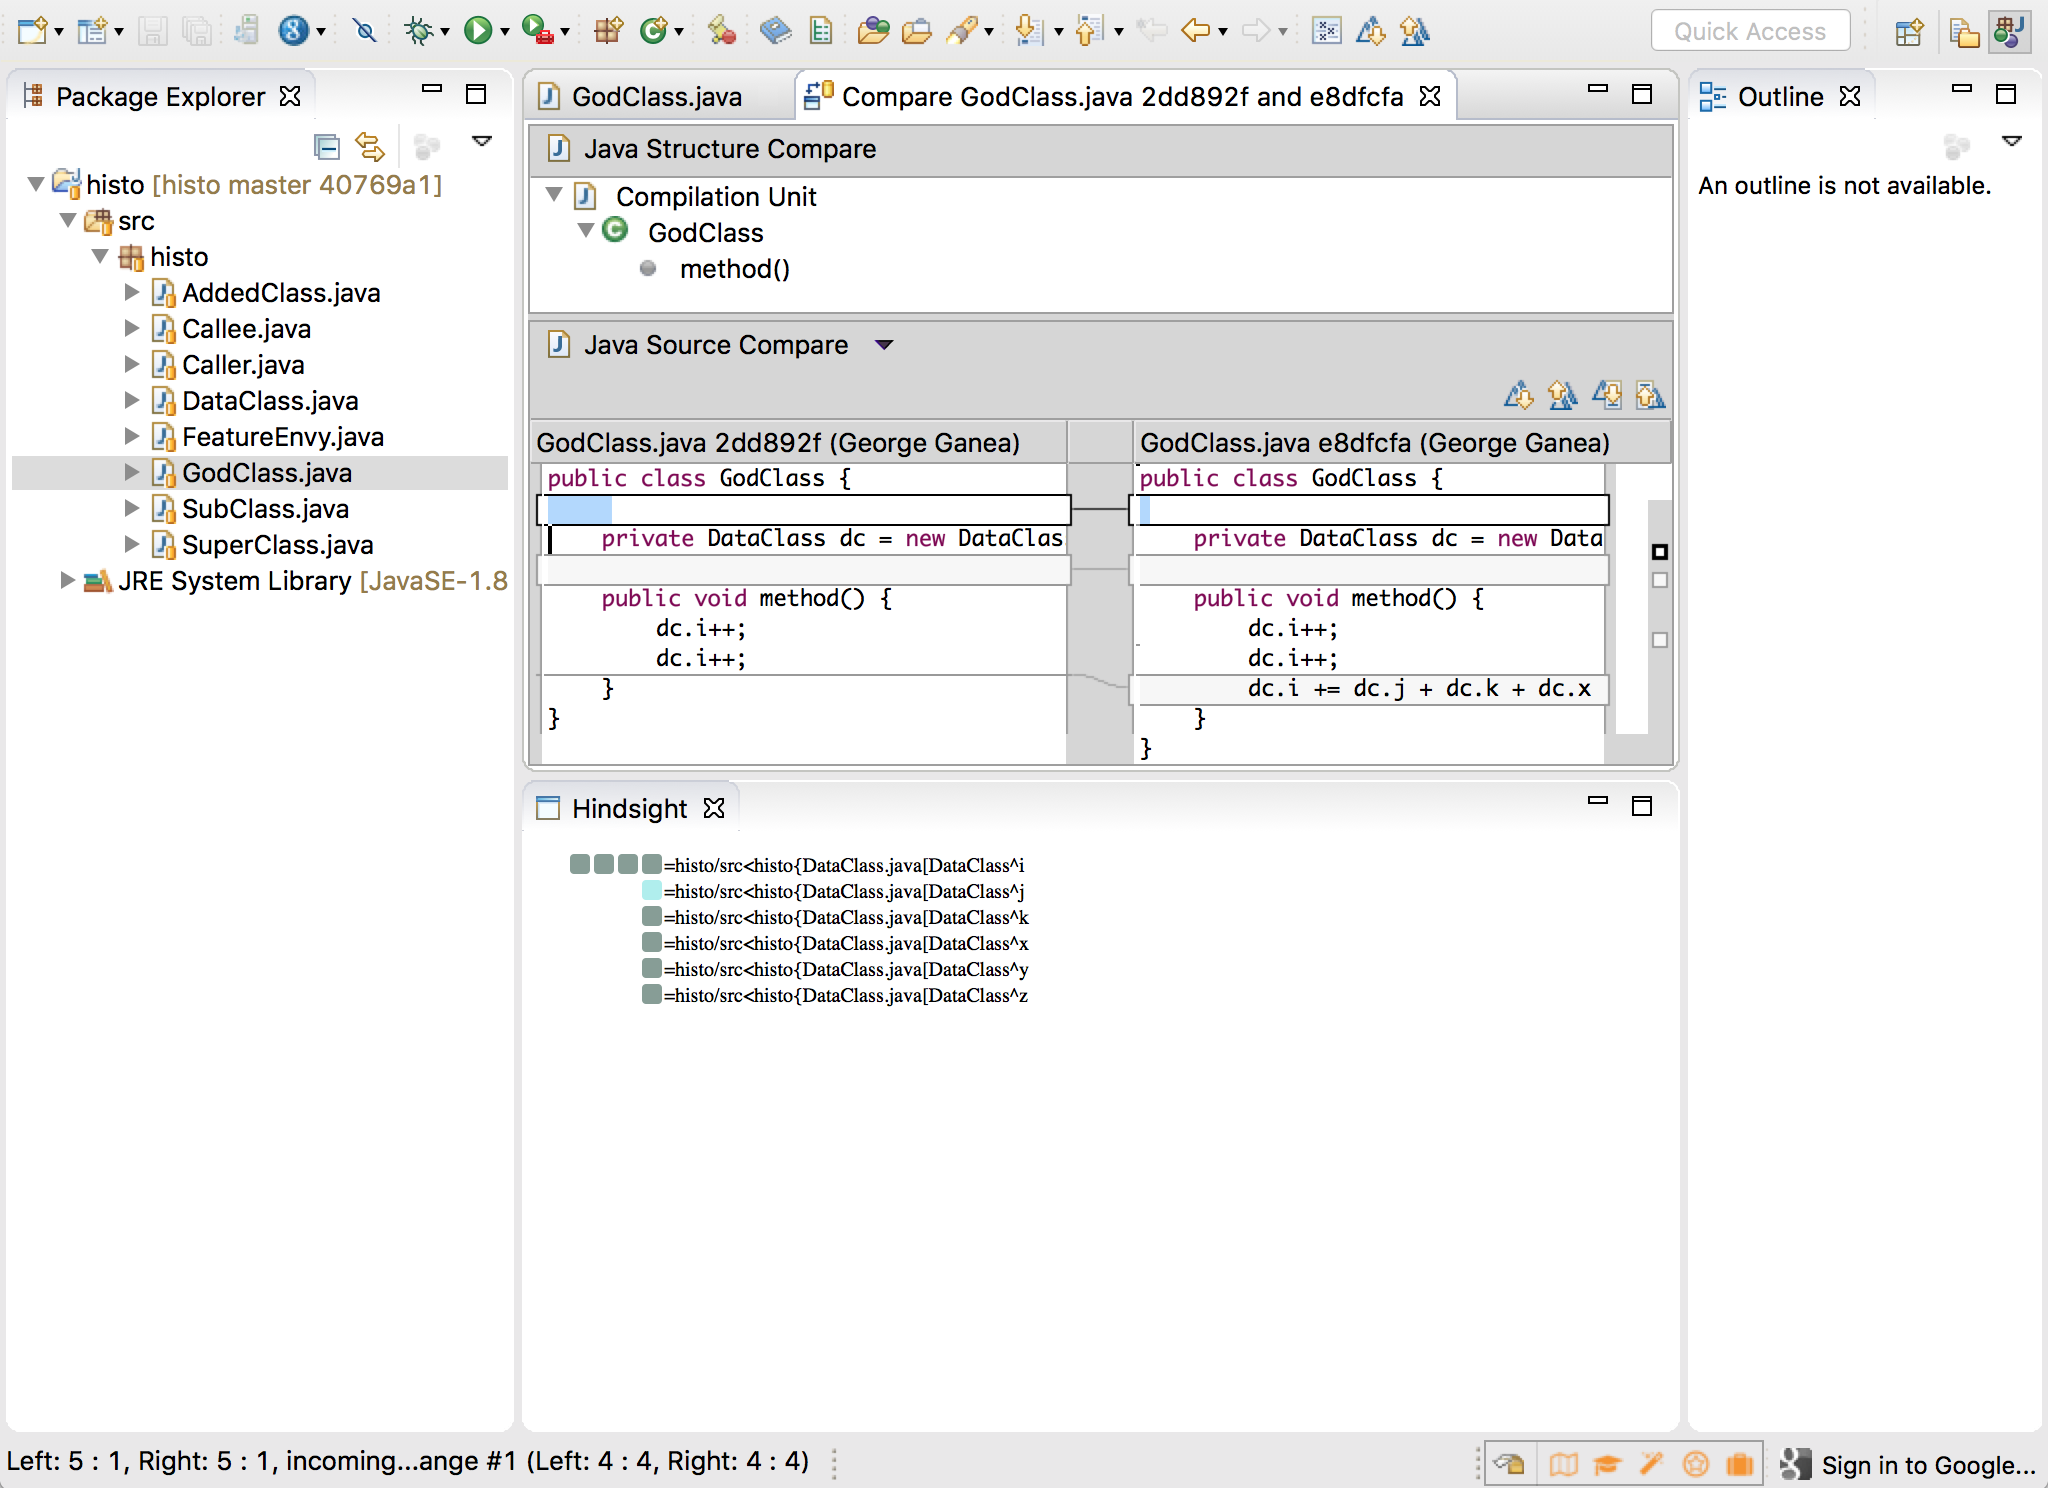 Quick Access
Package Explorer
histo [histo master 40769a1]
src
histo
AddedClass.java
Callee.java
Caller.java
DataClass.java
FeatureEnvy.java
GodClass.java
SubClass.java
SuperClass.java
JRE System Library [JavaSE-1.8
GodClass.java
Compare GodClass.java 2dd892f and e8dfcfa
Java Structure Compare
Compilation Unit
GodClass
method()
Java Source Compare
GodClass.java 2dd892f (George Ganea)
public class GodClass {
private DataClass dc = new DataClas
public void method() {
dc.i++;
dc.i++;
}
}
GodClass.java e8dfcfa (George Ganea)
public class GodClass {
private DataClass dc = new Data
public void method() {
dc.i++;
dc.i++;
dc.i += dc.j + dc.k + dc.x
}
}
Hindsight
=histo/src<histo{DataClass.java[DataClass^i
=histo/src<histo{DataClass.java[DataClass^j
=histo/src<histo{DataClass.java[DataClass^k
=histo/src<histo{DataClass.java[DataClass^x
=histo/src<histo{DataClass.java[DataClass^y
=histo/src<histo{DataClass.java[DataClass^z
Outline
An outline is not available.
Left: 5 : 1, Right: 5 : 1, incoming...ange #1 (Left: 4 : 4, Right: 4 : 4)
Sign in to Google...